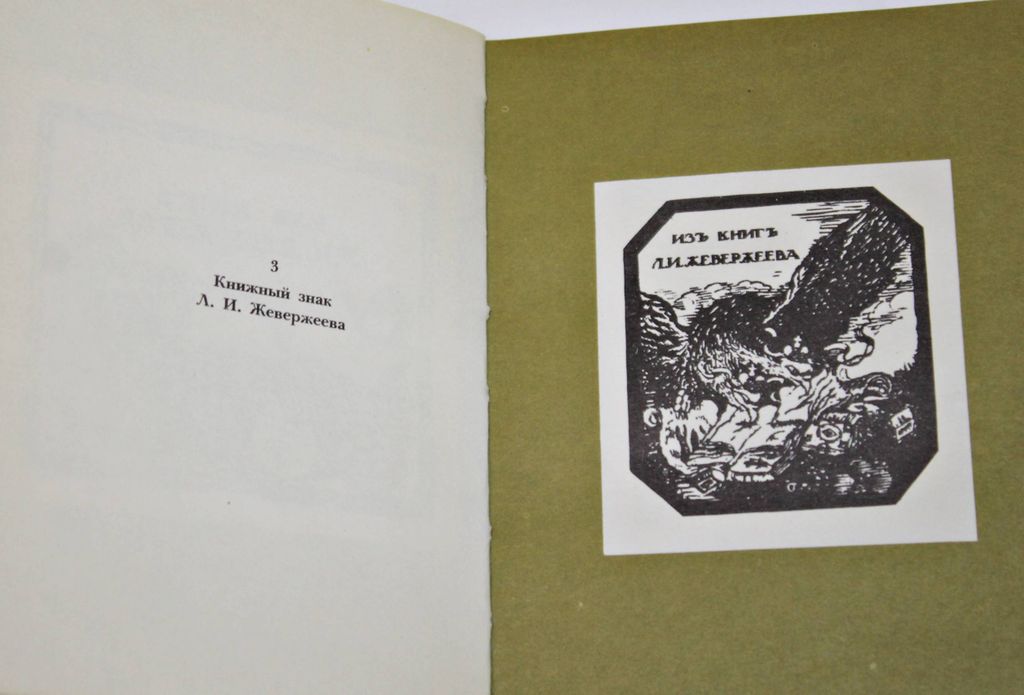 3
Книжный знак
Л. И. Жевержеева
ИЗЪ КНИГЪ
Л.И.ЖЕВЕРЖЕЕВА